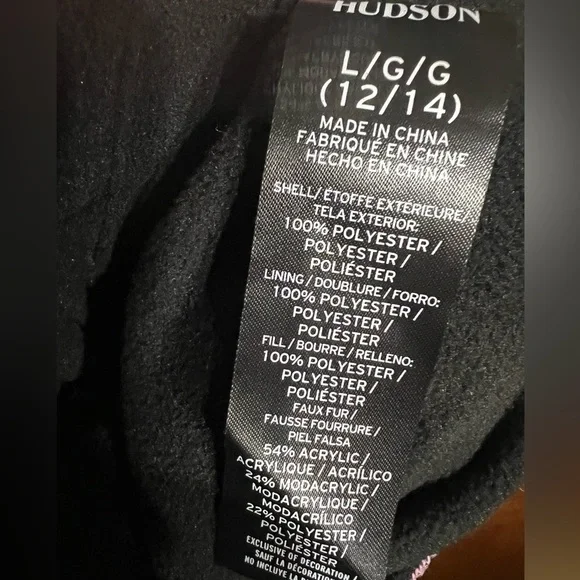 HUDSON
L/G/G
(12/14)
MADE IN CHINA
FABRIQUÉ EN CHINE
HECHO EN CHINA
SHELL/ÉTOFFE EXTÉRIEURE/
TELA EXTERIOR:
100% POLYESTER /
POLYESTER /
POLIÉSTER
LINING / DOUBLURE / FORRO:
100% POLYESTER /
POLYESTER /
POLIÉSTER
FILL / BOURRE / RELLENO:
100% POLYESTER /
POLYESTER /
POLIÉSTER
FAUX FUR /
FAUSSE FOURRURE /
PIEL FALSA
54% ACRYLIC /
ACRYLIQUE / ACRÍLICO
24% MODACRYLIC /
MODACRYLIQUE /
MODACRÍLICO
22% POLYESTER /
POLYESTER /
POLIÉSTER
EXCLUSIVE OF DECORATION /
SAUF LA DÉCORATION /
NO INCLUYE LA